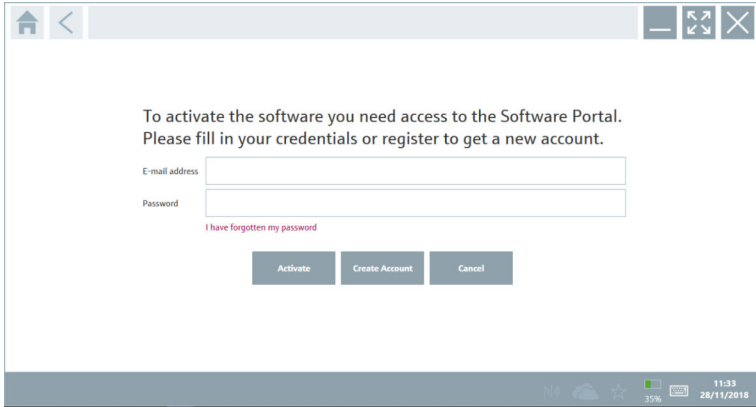 To activate the software you need access to the Software Portal.
Please fill in your credentials or register to get a new account.
E-mail address
Password
I have forgotten my password
Activate
Create Account
Cancel
35%
11:33
28/11/2018